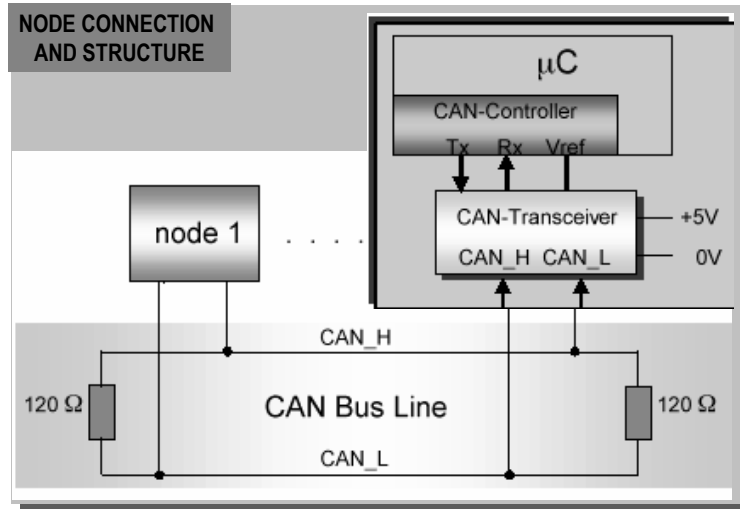 NODE CONNECTION
AND STRUCTURE
μC
CAN-Controller
Tx Rx Vref
CAN-Transceiver
+5V
CAN_H CAN_L
0V
node 1
. . . .
CAN_H
120 Ω
CAN Bus Line
120 Ω
CAN_L